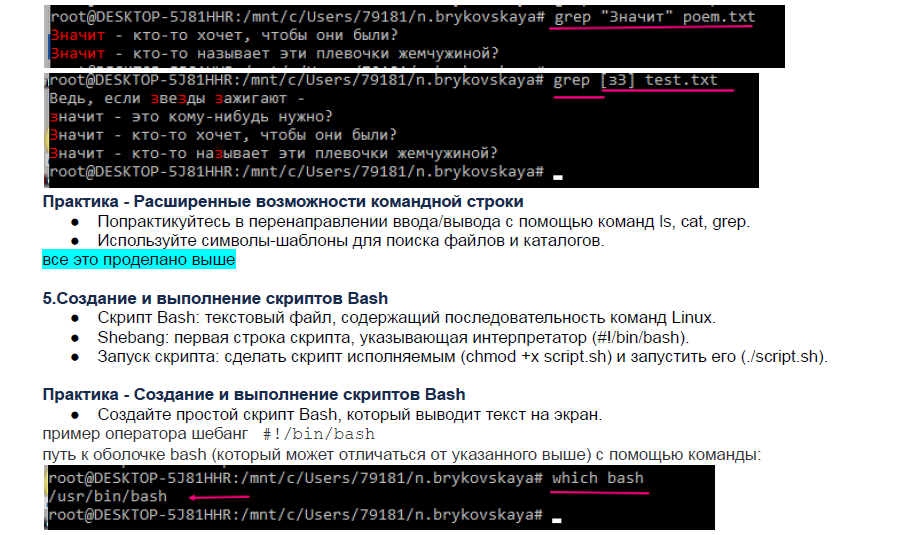 root@DESKTOP-5J81HHR:/mnt/c/Users/79181/n.brykovskaya# grep "Значит" poem.txt
Значит - кто-то хочет, чтобы они были?
Значит - кто-то называет эти плевочки жемчужиной?
root@DESKTOP-5J81HHR:/mnt/c/Users/79181/n.brykovskaya# grep [зЗ] test.txt
Ведь, если звезды зажигают -
значит - это кому-нибудь нужно?
Значит - кто-то хочет, чтобы они были?
Значит - кто-то называет эти плевочки жемчужиной?
root@DESKTOP-5J81HHR:/mnt/c/Users/79181/n.brykovskaya#
Практика - Расширенные возможности командной строки
● Попрактикуйтесь в перенаправлении ввода/вывода с помощью команд ls, cat, grep.
● Используйте символы-шаблоны для поиска файлов и каталогов.
все это проделано выше
5.Создание и выполнение скриптов Bash
● Скрипт Bash: текстовый файл, содержащий последовательность команд Linux.
● Shebang: первая строка скрипта, указывающая интерпретатор (#!/bin/bash).
● Запуск скрипта: сделать скрипт исполняемым (chmod +x script.sh) и запустить его (./script.sh).
Практика - Создание и выполнение скриптов Bash
● Создайте простой скрипт Bash, который выводит текст на экран.
пример оператора шебанг #!/bin/bash
путь к оболочке bash (который может отличаться от указанного выше) с помощью команды:
root@DESKTOP-5J81HHR:/mnt/c/Users/79181/n.brykovskaya# which bash
/usr/bin/bash
root@DESKTOP-5J81HHR:/mnt/c/Users/79181/n.brykovskaya#